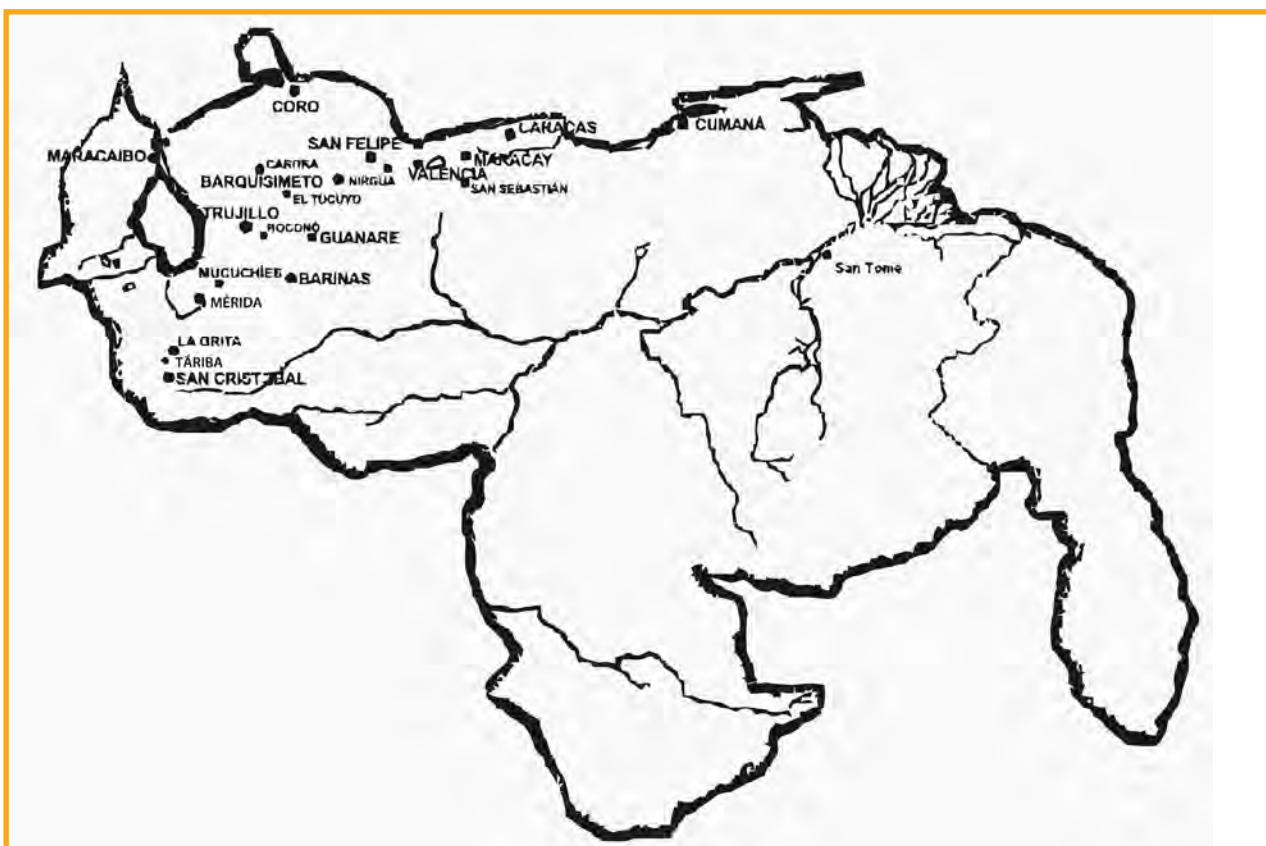 CORO
CARACAS
CUMANÁ
SAN FELIPE
MARACAIBO
MARACAY
VALENCIA
CARORA
BARQUISIMETO
NIRGUA
SAN SEBASTIÁN
EL TOCUYO
TRUJILLO
BOCONÓ
GUANARE
San Tome
MUCUCHÍES
BARINAS
MÉRIDA
LA GRITA
TÁRIBA
SAN CRISTÓBAL